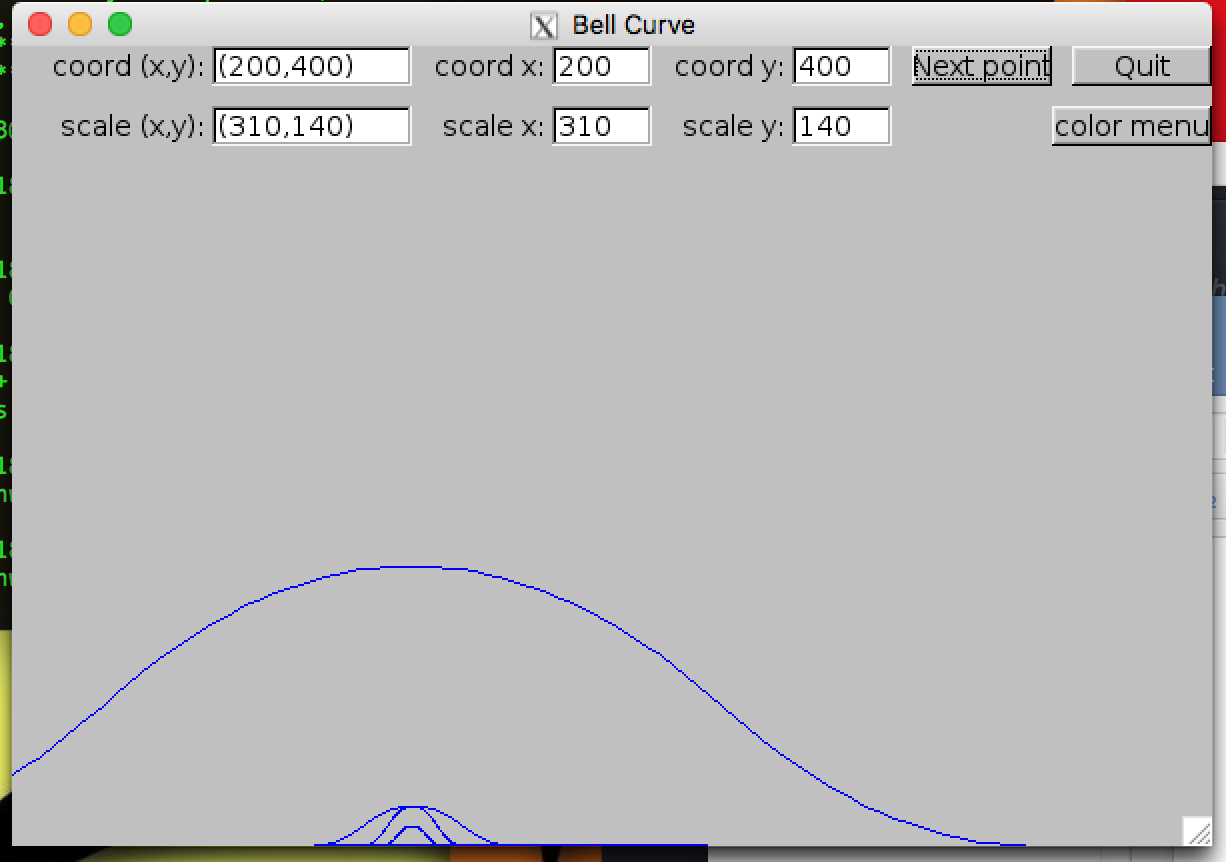 Bell Curve
coord (x,y): (200,400) coord x: 200 coord y: 400 Next point Quit
scale (x,y): (310,140) scale x: 310 scale y: 140 color menu